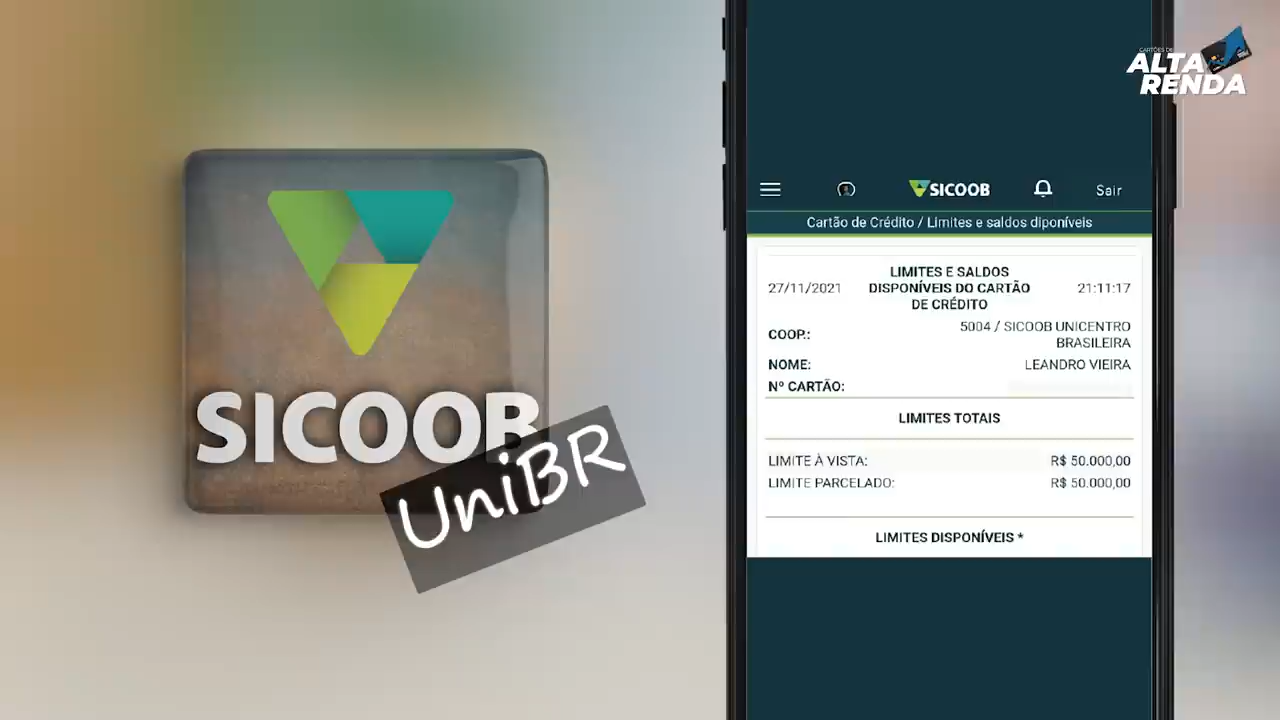 CARTÕES DE
ALTA
RENDA
SICOOB
UniBR
SICOOB
Sair
Cartão de Crédito / Limites e saldos diponíveis
27/11/2021
LIMITES E SALDOS
DISPONÍVEIS DO CARTÃO
DE CRÉDITO
21:11:17
COOP.:
5004 / SICOOB UNICENTRO
BRASILEIRA
NOME: LEANDRO VIEIRA
Nº CARTÃO:
LIMITES TOTAIS
LIMITE À VISTA: R$ 50.000,00
LIMITE PARCELADO: R$ 50.000,00
LIMITES DISPONÍVEIS *